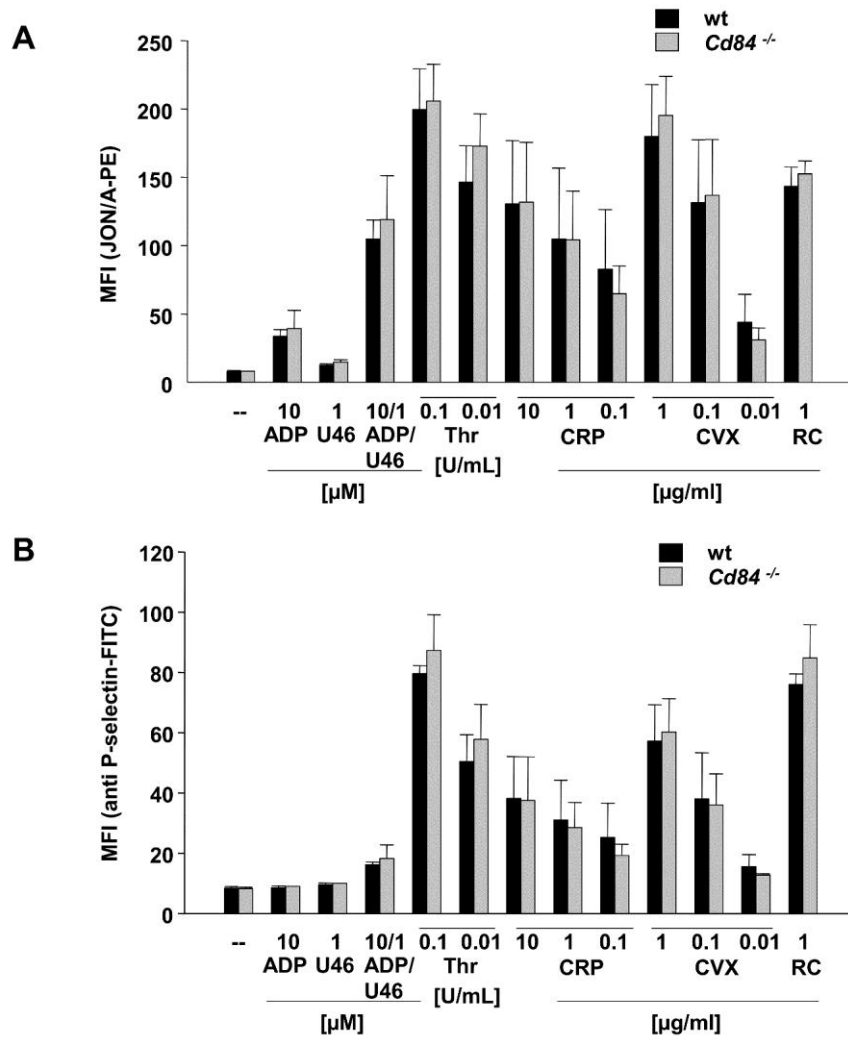 A
wt
Cd84 -/-
MFI (JON/A-PE)
250
200
150
100
50
0
-- 10 1 10/1 0.1 0.01 10 1 0.1 1 0.1 0.01 1
ADP U46 ADP/ Thr CRP CVX RC
U46 [U/mL]
[µM] [µg/ml]
B
wt
Cd84 -/-
MFI (anti P-selectin-FITC)
120
100
80
60
40
20
0
-- 10 1 10/1 0.1 0.01 10 1 0.1 1 0.1 0.01 1
ADP U46 ADP/ Thr CRP CVX RC
U46 [U/mL]
[µM] [µg/ml]